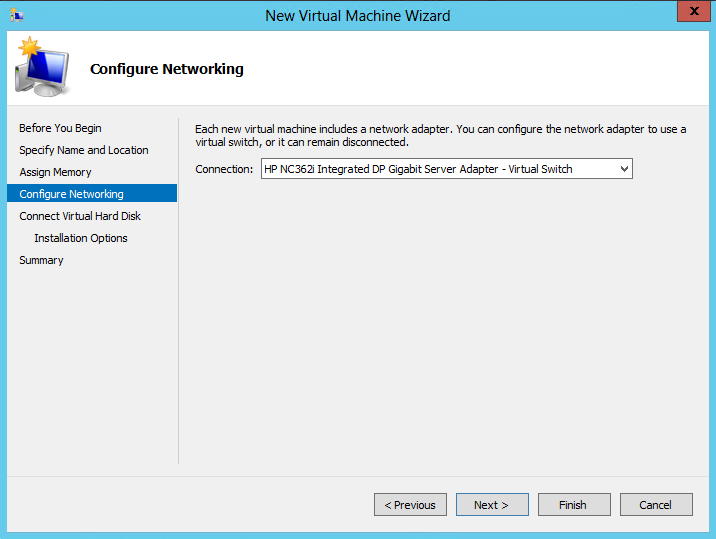 New Virtual Machine Wizard
x
Configure Networking
Before You Begin
Specify Name and Location
Assign Memory
Configure Networking
Connect Virtual Hard Disk
Installation Options
Summary
Each new virtual machine includes a network adapter. You can configure the network adapter to use a
virtual switch, or it can remain disconnected.
Connection: HP NC362i Integrated DP Gigabit Server Adapter - Virtual Switch
< Previous Next > Finish Cancel